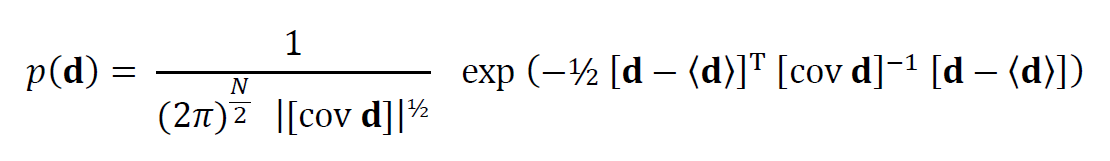 p(𝐝) = 1 / ((2π)^(N/2) |[cov 𝐝]|^½) exp (−½ [𝐝 − ⟨𝐝⟩]ᵀ [cov 𝐝]⁻¹ [𝐝 − ⟨𝐝⟩])